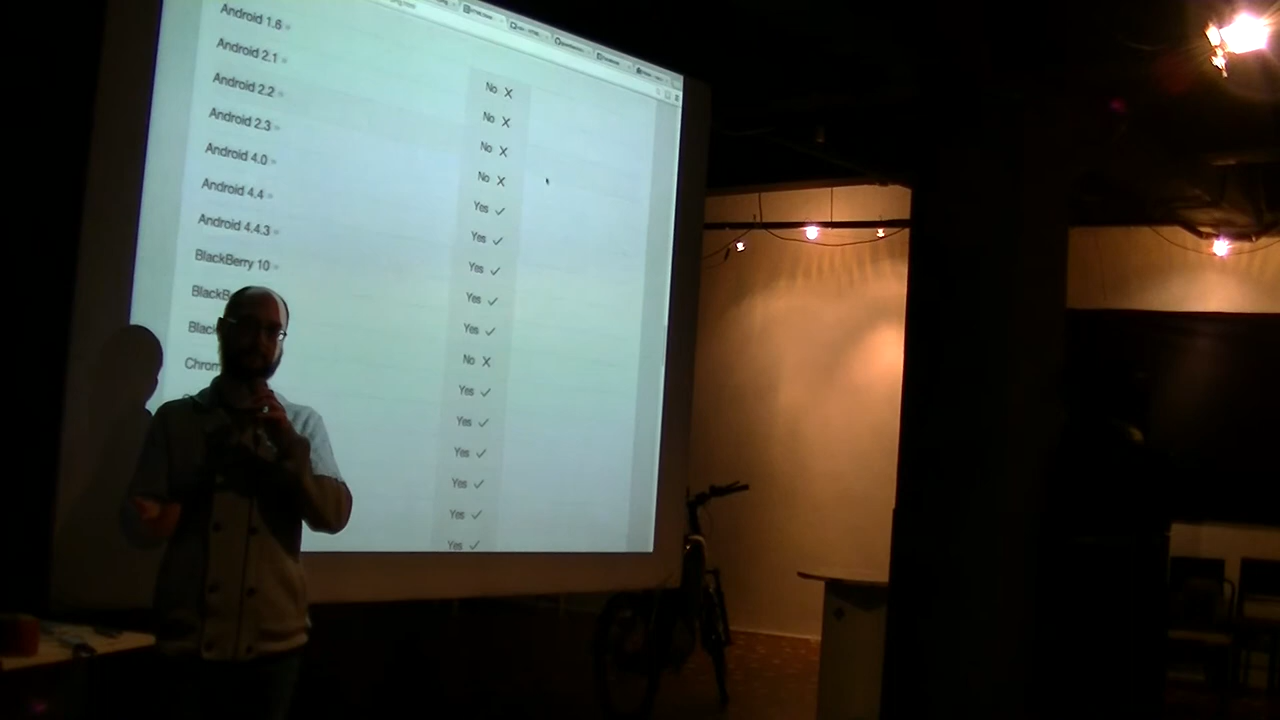 Android 1.6 » No ✕
Android 2.1 » No ✕
Android 2.2 » No ✕
Android 2.3 » No ✕
Android 4.0 » Yes ✓
Android 4.4 » Yes ✓
Android 4.4.3 » Yes ✓
BlackBerry 10 » Yes ✓
Yes ✓
No ✕
Yes ✓
Yes ✓
Yes ✓
Yes ✓
Yes ✓
Yes ✓